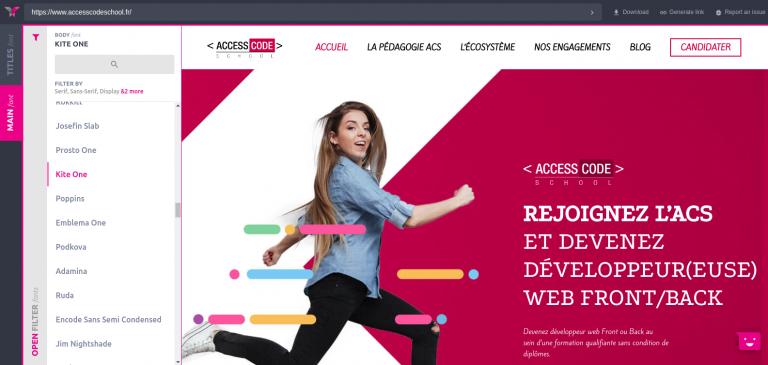 https://www.accesscodeschool.fr/
Download
Generate link
Report an issue
TITLES font
MAIN font
OPEN FILTER fonts
BODY font
KITE ONE
FILTER BY
Serif, Sans-Serif, Display &2 more
Josefin Slab
Prosto One
Kite One
Poppins
Emblema One
Podkova
Adamina
Ruda
Encode Sans Semi Condensed
Jim Nightshade
< ACCESS CODE >
SCHOOL
ACCUEIL
LA PÉDAGOGIE ACS
L'ÉCOSYSTÈME
NOS ENGAGEMENTS
BLOG
CANDIDATER
< ACCESS CODE >
SCHOOL
REJOIGNEZ L'ACS
ET DEVENEZ
DÉVELOPPEUR(EUSE)
WEB FRONT/BACK
Devenez développeur web Front ou Back au
sein d'une formation qualifiante sans condition de
diplômes.